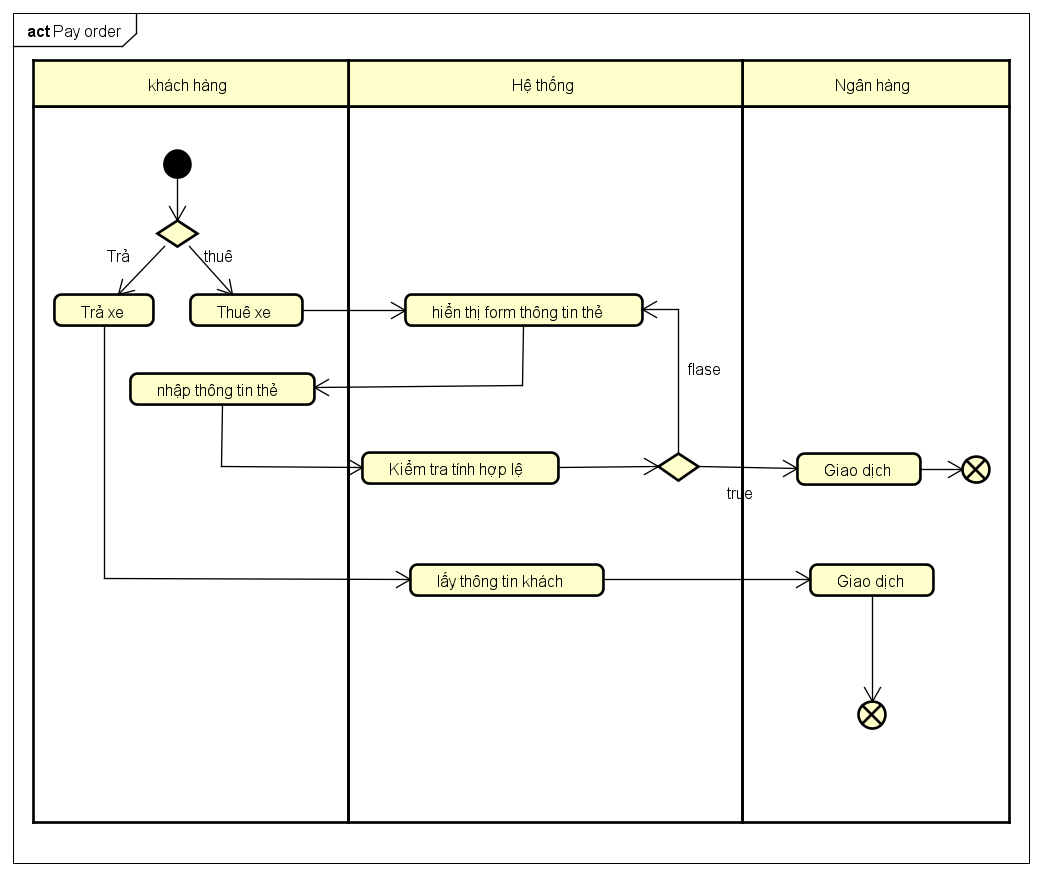 act Pay order
khách hàng
Hệ thống
Ngân hàng
Trả
thuê
Trả xe
Thuê xe
hiển thị form thông tin thẻ
flase
nhập thông tin thẻ
Kiểm tra tính hợp lệ
Giao dịch
true
lấy thông tin khách
Giao dịch